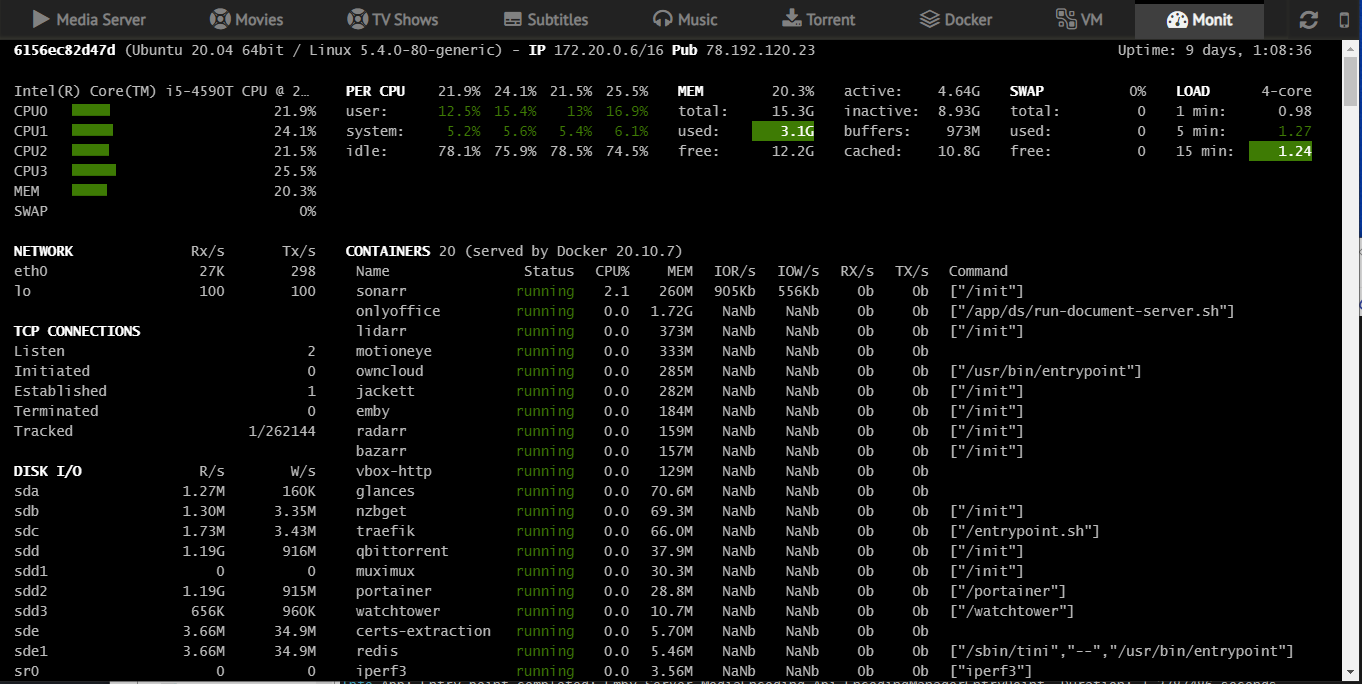 Media Server Movies TV Shows Subtitles Music Torrent Docker VM Monit
6156ec82d47d (Ubuntu 20.04 64bit / Linux 5.4.0-80-generic) - IP 172.20.0.6/16 Pub 78.192.120.23 Uptime: 9 days, 1:08:36
Intel(R) Core(TM) i5-4590T CPU @ 2… PER CPU 21.9% 24.1% 21.5% 25.5% MEM 20.3% active: 4.64G SWAP 0% LOAD 4-core
CPU0 21.9% user: 12.5% 15.4% 13% 16.9% total: 15.3G inactive: 8.93G total: 0 1 min: 0.98
CPU1 24.1% system: 5.2% 5.6% 5.4% 6.1% used: 3.1G buffers: 973M used: 0 5 min: 1.27
CPU2 21.5% idle: 78.1% 75.9% 78.5% 74.5% free: 12.2G cached: 10.8G free: 0 15 min: 1.24
CPU3 25.5%
MEM 20.3%
SWAP 0%
NETWORK Rx/s Tx/s CONTAINERS 20 (served by Docker 20.10.7)
eth0 27K 298 Name Status CPU% MEM IOR/s IOW/s RX/s TX/s Command
lo 100 100 sonarr running 2.1 260M 905Kb 556Kb 0b 0b ["/init"]
onlyoffice running 0.0 1.72G NaNb NaNb 0b 0b ["/app/ds/run-document-server.sh"]
TCP CONNECTIONS lidarr running 0.0 373M NaNb NaNb 0b 0b ["/init"]
Listen 2 motioneye running 0.0 333M NaNb NaNb 0b 0b
Initiated 0 owncloud running 0.0 285M NaNb NaNb 0b 0b ["/usr/bin/entrypoint"]
Established 1 jackett running 0.0 282M NaNb NaNb 0b 0b ["/init"]
Terminated 0 emby running 0.0 184M NaNb NaNb 0b 0b ["/init"]
Tracked 1/262144 radarr running 0.0 159M NaNb NaNb 0b 0b ["/init"]
bazarr running 0.0 157M NaNb NaNb 0b 0b ["/init"]
DISK I/O R/s W/s vbox-http running 0.0 129M NaNb NaNb 0b 0b
sda 1.27M 160K glances running 0.0 70.6M NaNb NaNb 0b 0b
sdb 1.30M 3.35M nzbget running 0.0 69.3M NaNb NaNb 0b 0b ["/init"]
sdc 1.73M 3.43M traefik running 0.0 66.0M NaNb NaNb 0b 0b ["/entrypoint.sh"]
sdd 1.19G 916M qbittorrent running 0.0 37.9M NaNb NaNb 0b 0b ["/init"]
sdd1 0 0 muximux running 0.0 30.3M NaNb NaNb 0b 0b ["/init"]
sdd2 1.19G 915M portainer running 0.0 28.8M NaNb NaNb 0b 0b ["/portainer"]
sdd3 656K 960K watchtower running 0.0 10.7M NaNb NaNb 0b 0b ["/watchtower"]
sde 3.66M 34.9M certs-extraction running 0.0 5.70M NaNb NaNb 0b 0b
sde1 3.66M 34.9M redis running 0.0 5.46M NaNb NaNb 0b 0b ["/sbin/tini","--","/usr/bin/entrypoint"]
sr0 0 0 iperf3 running 0.0 3.56M NaNb NaNb 0b 0b ["iperf3"]